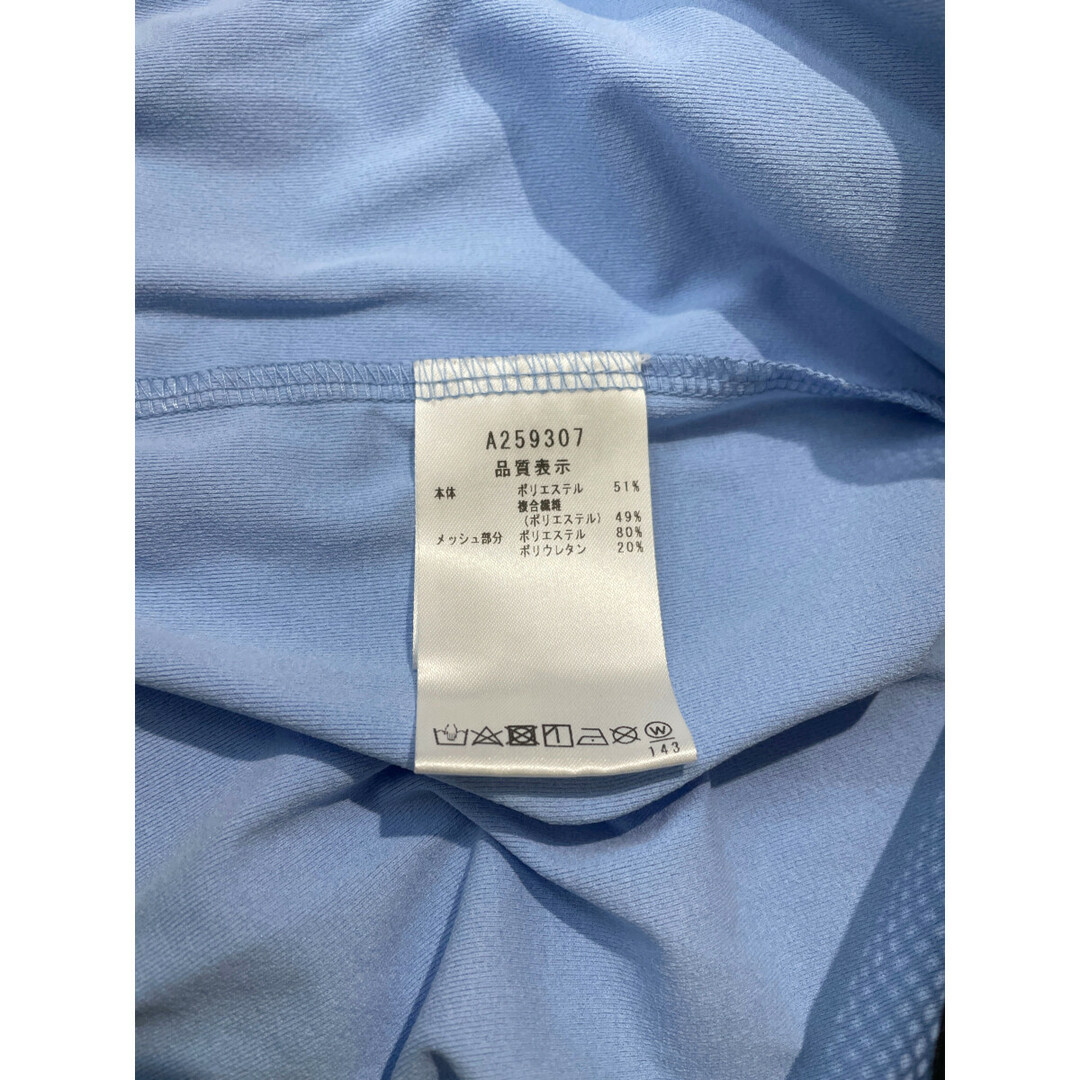 A259307
品質表示
本体 ポリエステル 51%
複合繊維
(ポリエステル) 49%
メッシュ部分 ポリエステル 80%
ポリウレタン 20%
W
143